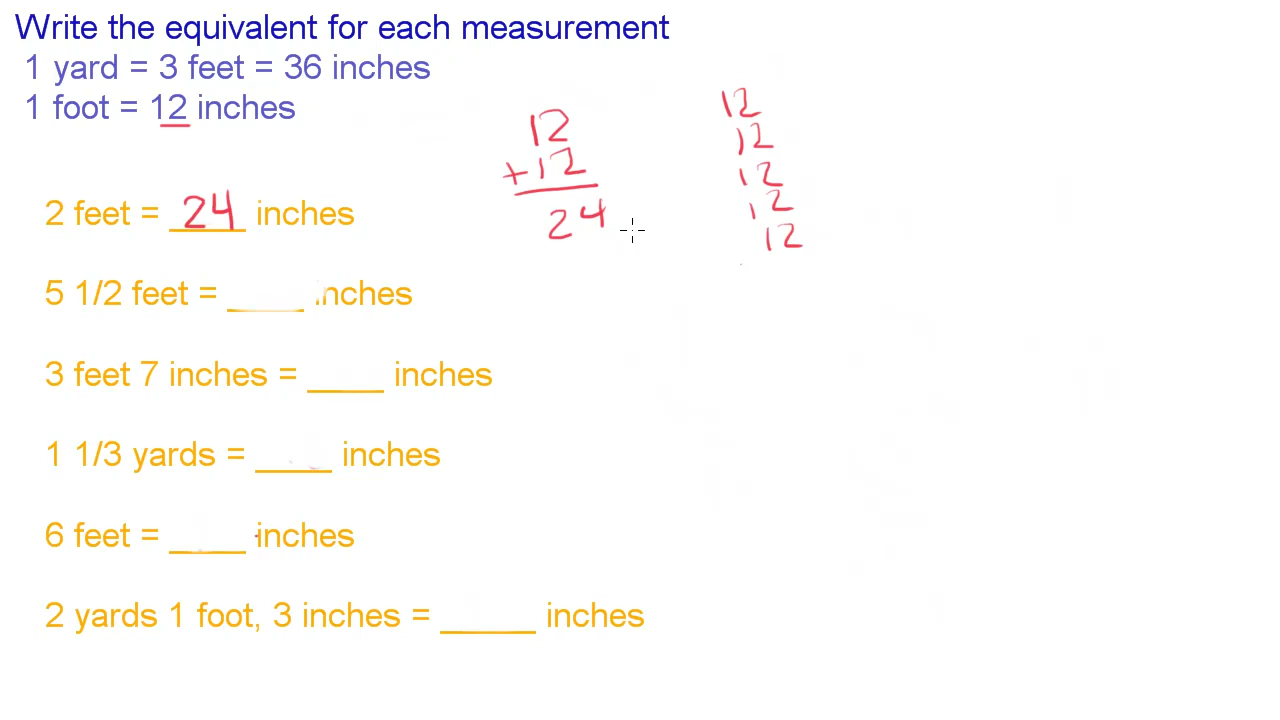 Write the equivalent for each measurement
1 yard = 3 feet = 36 inches
1 foot = 12 inches
12
+12
24
12
12
12
12
12
2 feet = 24 inches
5 1/2 feet = ____ inches
3 feet 7 inches = ____ inches
1 1/3 yards = ____ inches
6 feet = ____ inches
2 yards 1 foot, 3 inches = _____ inches